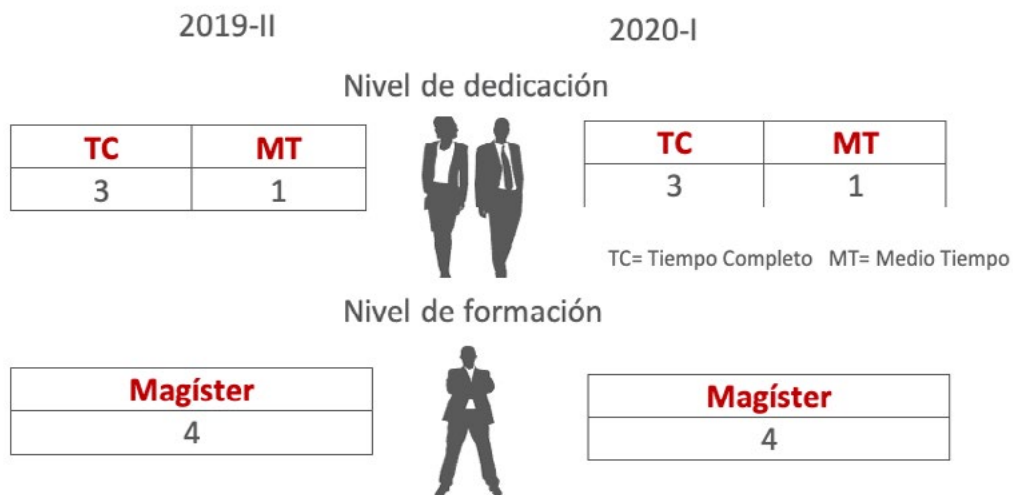 2019-II 2020-I
Nivel de dedicación
TC MT TC MT
3 1 3 1
TC= Tiempo Completo MT= Medio Tiempo
Nivel de formación
Magíster Magíster
4 4